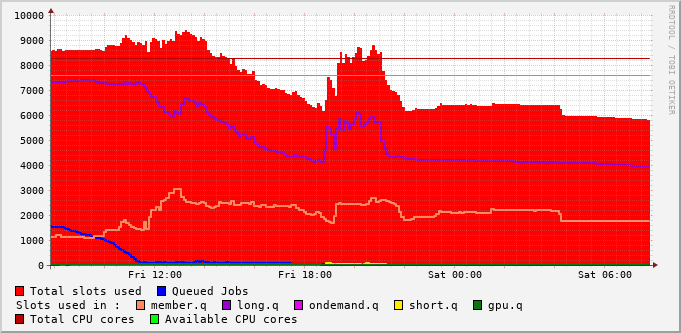 10000
9000
8000
7000
6000
5000
4000
3000
2000
1000
0
Fri 12:00 Fri 18:00 Sat 00:00 Sat 06:00
RRDTOOL / TOBI OETIKER
Total slots used Queued Jobs
Slots used in : member.q long.q ondemand.q short.q gpu.q
Total CPU cores Available CPU cores